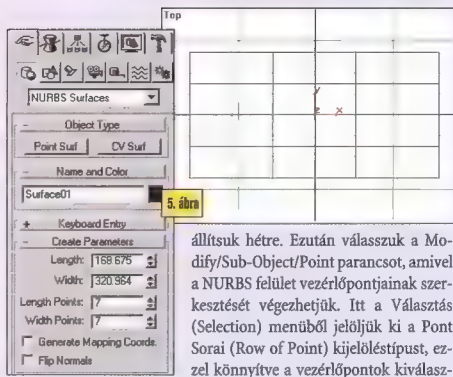 NURBS Surfaces
Object Type
Point Surf
CV Surf
Name and Color
Surface01
Keyboard Entry
Create Parameters
Length: 168.675
Width: 320.964
Length Points: 7
Width Points: 7
Generate Mapping Coords.
Flip Normals
Top
y
z x
5. ábra
állítsuk hétre. Ezután válasszuk a Mo-
dify/Sub-Object/Point parancsot, amivel
a NURBS felület vezérlőpontjainak szer-
kesztését végezhetjük. Itt a Választás
(Selection) menüből jelöljük ki a Pont
Sorai (Row of Point) kijelöléstípust, ez-
zel könnyítve a vezérlőpontok kiválasz-